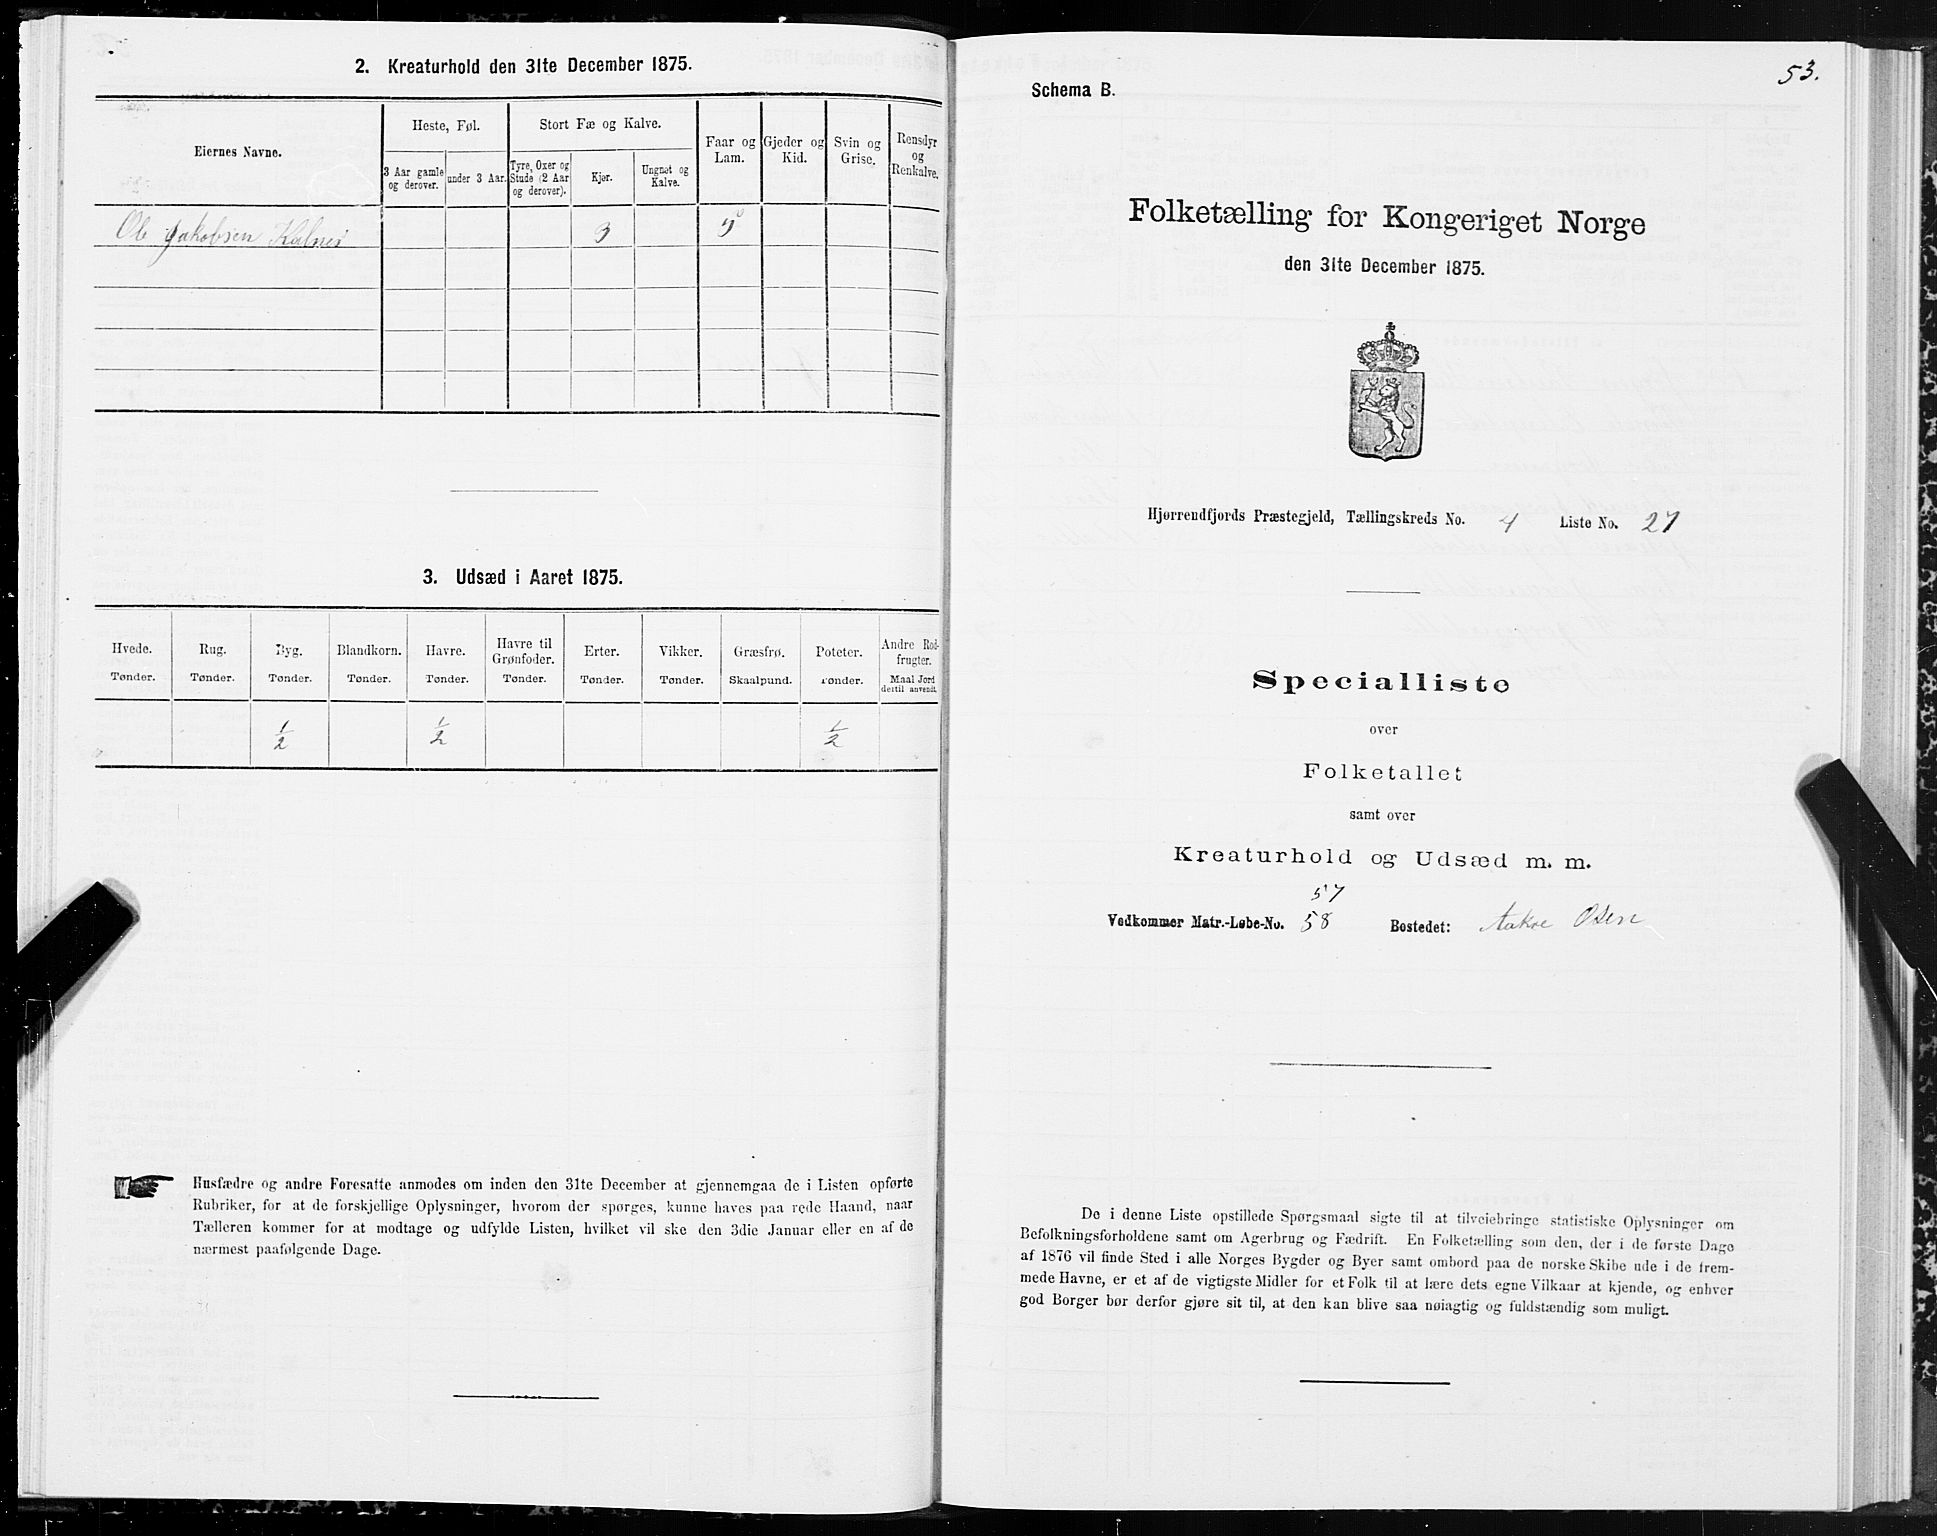 2. Kreaturhold den 31te December 1875.
Eiernes Navne.
Heste, Føl.
Stort Fæ og Kalve.
Faar og Lam.
Gjeder og Kid.
Svin og Grise.
Rensdyr og Renkalve.
3 Aar gamle og derover.
under 3 Aar.
Tyre, Oxer og Stude (2 Aar og derover).
Kjør.
Ungnøt og Kalve.
Ole Jakobsen Kalnes 3 5
3. Udsæd i Aaret 1875.
Hvede. Rug. Byg. Blandkorn. Havre. Havre til Grønfoder. Erter. Vikker. Græsfrø. Poteter. Andre Rodfrugter.
Tønder. Tønder. Tønder. Tønder. Tønder. Tønder. Tønder. Tønder. Skaalpund. Tønder. Maal Jord dertil anvendt.
1/2 1/2 1/2
Husfædre og andre Foresatte anmodes om inden den 31te December at gjennemgaa de i Listen opførte
Rubriker, for at de forskjellige Oplysninger, hvorom der spørges, kunne haves paa rede Haand, naar
Tælleren kommer for at modtage og udfylde Listen, hvilket vil ske den 3die Januar eller en af de
nærmest paafølgende Dage.
53.
Schema B.
Folketælling for Kongeriget Norge
den 31te December 1875.
Hjørrendfjords Præstegjeld, Tællingskreds No. 4 Liste No. 27
Specialliste
over
Folketallet
samt over
Kreaturhold og Udsæd m. m.
57
Vedkommer Matr.-Løbe-No. 58 Bostedet: Aakre Osen
De i denne Liste opstillede Spørgsmaal sigte til at tilveiebringe statistiske Oplysninger om
Befolkningsforholdene samt om Agerbrug og Fædrift. En Folketælling som den, der i de første Dage
af 1876 vil finde Sted i alle Norges Bygder og Byer samt ombord paa de norske Skibe ude i de frem-
mede Havne, er et af de vigtigste Midler for et Folk til at lære dets egne Vilkaar at kjende, og enhver
god Borger bør derfor gjøre sit til, at den kan blive saa nøiagtig og fuldstændig som muligt.